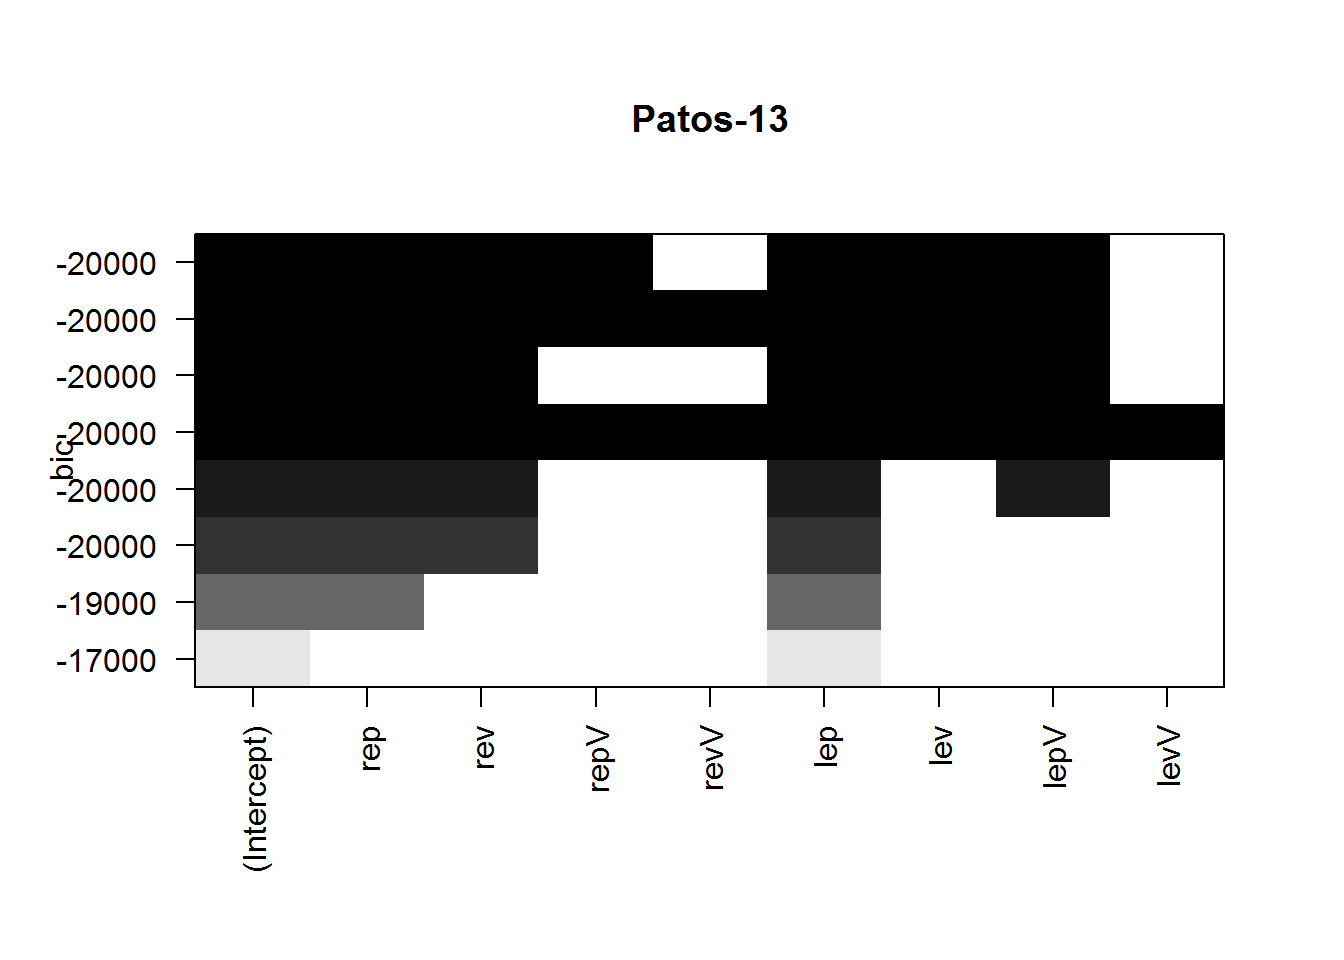 Patos-13
-20000
-20000
-20000
-20000
bic
-20000
-20000
-19000
-17000
(Intercept)
rep
rev
repV
revV
lep
lev
lepV
levV